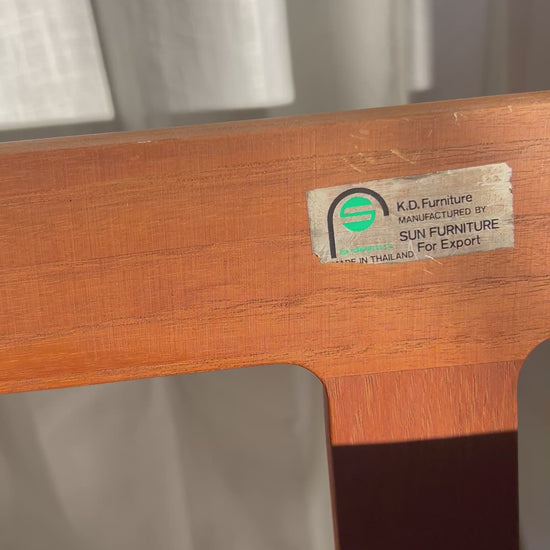 K.D. Furniture
MANUFACTURED BY
SUN FURNITURE
For Export
MADE IN THAILAND